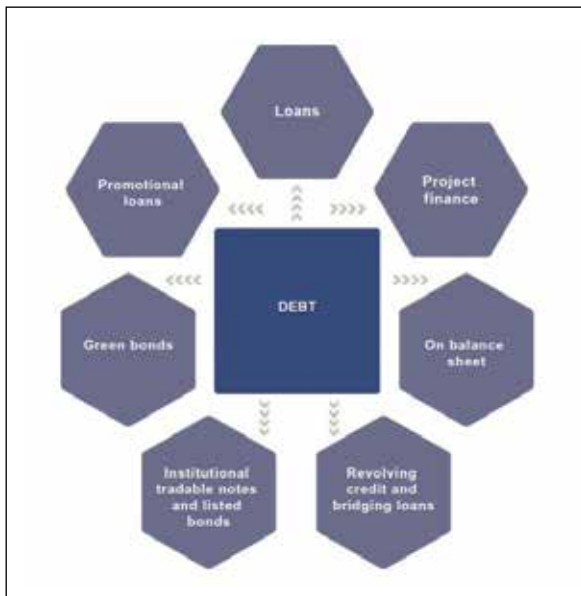 Loans
Promotional
loans
Project
finance
DEBT
Green bonds
On balance
sheet
Institutional
tradable notes
and listed
bonds
Revolving
credit and
bridging loans